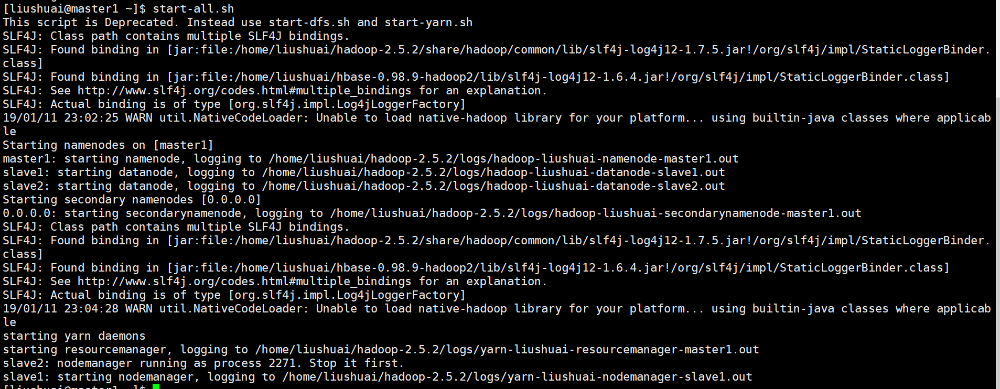 [liushuai@master1 ~]$ start-all.sh
This script is Deprecated. Instead use start-dfs.sh and start-yarn.sh
SLF4J: Class path contains multiple SLF4J bindings.
SLF4J: Found binding in [jar:file:/home/liushuai/hadoop-2.5.2/share/hadoop/common/lib/slf4j-log4j12-1.7.5.jar!/org/slf4j/impl/StaticLoggerBinder.
class]
SLF4J: Found binding in [jar:file:/home/liushuai/hbase-0.98.9-hadoop2/lib/slf4j-log4j12-1.6.4.jar!/org/slf4j/impl/StaticLoggerBinder.class]
SLF4J: See http://www.slf4j.org/codes.html#multiple_bindings for an explanation.
SLF4J: Actual binding is of type [org.slf4j.impl.Log4jLoggerFactory]
19/01/11 23:02:25 WARN util.NativeCodeLoader: Unable to load native-hadoop library for your platform... using builtin-java classes where applicab
le
Starting namenodes on [master1]
master1: starting namenode, logging to /home/liushuai/hadoop-2.5.2/logs/hadoop-liushuai-namenode-master1.out
slave1: starting datanode, logging to /home/liushuai/hadoop-2.5.2/logs/hadoop-liushuai-datanode-slave1.out
slave2: starting datanode, logging to /home/liushuai/hadoop-2.5.2/logs/hadoop-liushuai-datanode-slave2.out
Starting secondary namenodes [0.0.0.0]
0.0.0.0: starting secondarynamenode, logging to /home/liushuai/hadoop-2.5.2/logs/hadoop-liushuai-secondarynamenode-master1.out
SLF4J: Class path contains multiple SLF4J bindings.
SLF4J: Found binding in [jar:file:/home/liushuai/hadoop-2.5.2/share/hadoop/common/lib/slf4j-log4j12-1.7.5.jar!/org/slf4j/impl/StaticLoggerBinder.
class]
SLF4J: Found binding in [jar:file:/home/liushuai/hbase-0.98.9-hadoop2/lib/slf4j-log4j12-1.6.4.jar!/org/slf4j/impl/StaticLoggerBinder.class]
SLF4J: See http://www.slf4j.org/codes.html#multiple_bindings for an explanation.
SLF4J: Actual binding is of type [org.slf4j.impl.Log4jLoggerFactory]
19/01/11 23:04:28 WARN util.NativeCodeLoader: Unable to load native-hadoop library for your platform... using builtin-java classes where applicab
le
starting yarn daemons
starting resourcemanager, logging to /home/liushuai/hadoop-2.5.2/logs/yarn-liushuai-resourcemanager-master1.out
slave2: nodemanager running as process 2271. Stop it first.
slave1: starting nodemanager, logging to /home/liushuai/hadoop-2.5.2/logs/yarn-liushuai-nodemanager-slave1.out
[liushuai@master1 ~]$